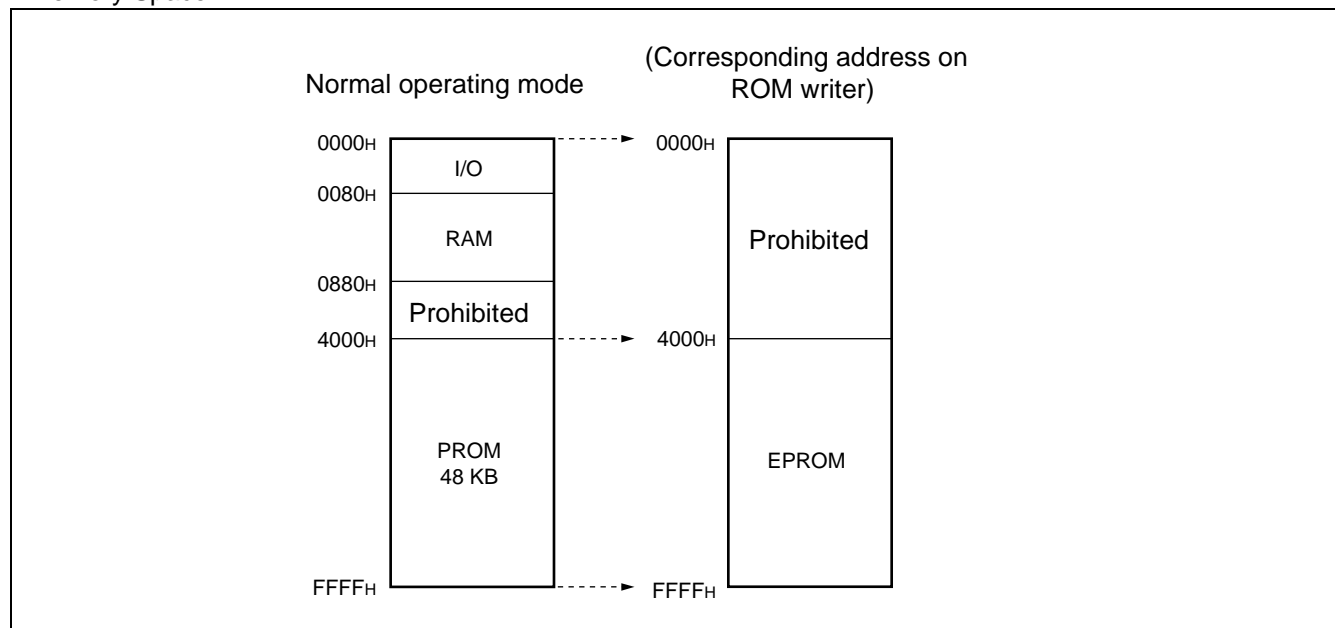 Normal operating mode
(Corresponding address on
ROM writer)
0000H
I/O
0080H
RAM
0880H
Prohibited
4000H
PROM
48 KB
FFFFH
0000H
Prohibited
4000H
EPROM
FFFFH